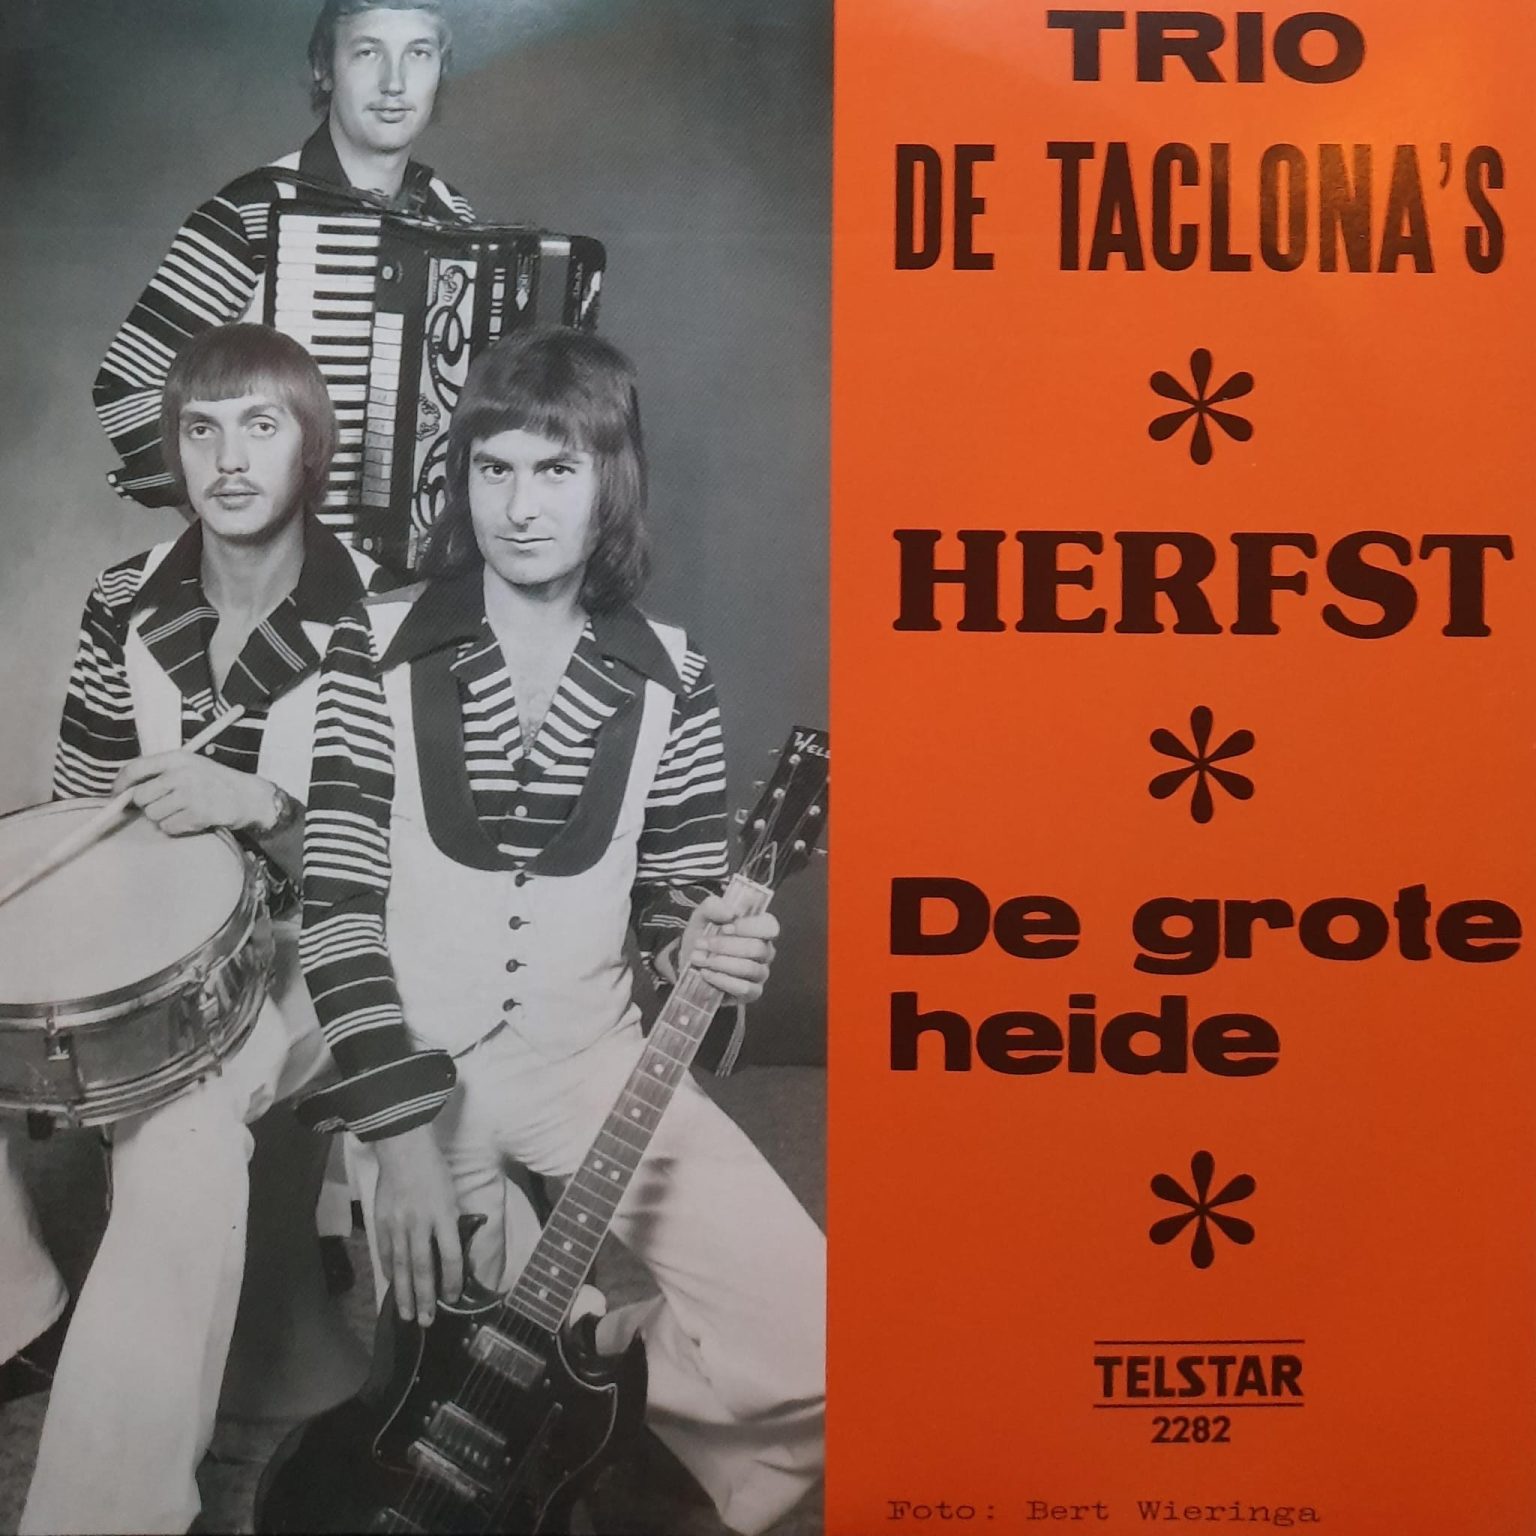 TRIO
DE TACLONA'S
HERFST
De grote
heide
TELSTAR
2282
Foto: Bert Wieringa